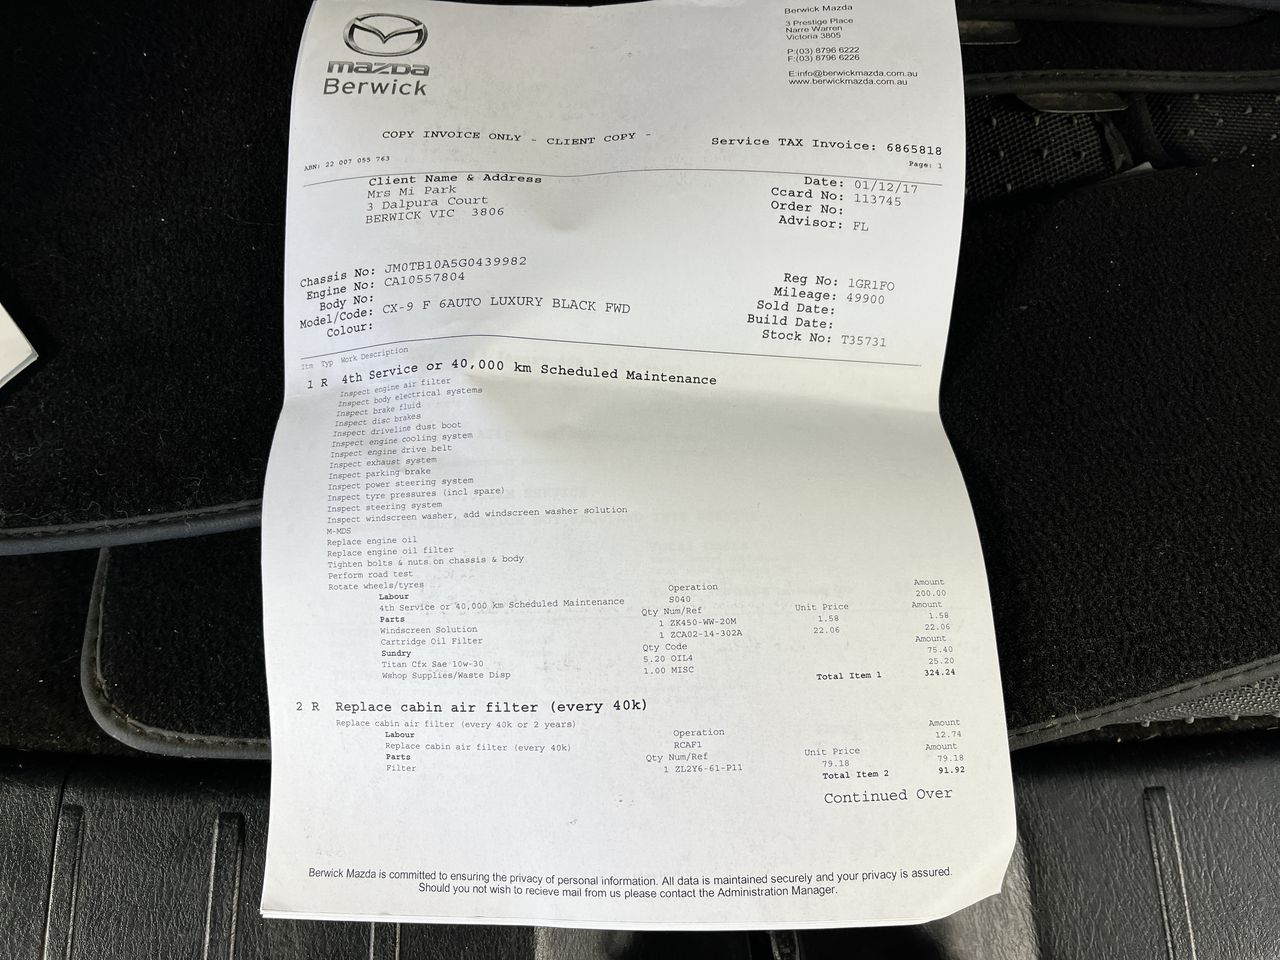 mazda
Berwick
Berwick Mazda
3 Prestige Place
Narre Warren
Victoria 3805
P:(03) 8796 6222
F:(03) 8796 6226
E:info@berwickmazda.com.au
www.berwickmazda.com.au
COPY INVOICE ONLY - CLIENT COPY -
Service TAX Invoice: 6865818
ABN: 22 007 055 763
Page: 1
Client Name & Address
Mrs Mi Park
3 Dalpura Court
BERWICK VIC 3806
Date: 01/12/17
Ccard No: 113745
Order No:
Advisor: FL
Chassis No: JM0TB10A5G0439982
Engine No: CA10557804
Body No:
Model/Code: CX-9 F 6AUTO LUXURY BLACK FWD
Colour:
Reg No: 1GR1FO
Mileage: 49900
Sold Date:
Build Date:
Stock No: T35731
Itm Typ Work Description
1 R 4th Service or 40,000 km Scheduled Maintenance
Inspect engine air filter
Inspect body electrical systems
Inspect brake fluid
Inspect disc brakes
Inspect driveline dust boot
Inspect engine cooling system
Inspect engine drive belt
Inspect exhaust system
Inspect parking brake
Inspect power steering system
Inspect tyre pressures (incl spare)
Inspect steering system
Inspect windscreen washer, add windscreen washer solution
M-MDS
Replace engine oil
Replace engine oil filter
Tighten bolts & nuts on chassis & body
Perform road test
Rotate wheels/tyres
Labour Operation Amount
4th Service or 40,000 km Scheduled Maintenance S040 200.00
Parts Qty Num/Ref Unit Price Amount
Windscreen Solution 1 ZK450-WW-20M 1.58 1.58
Cartridge Oil Filter 1 ZCA02-14-302A 22.06 22.06
Sundry Qty Code Amount
Titan Cfx Sae 10w-30 5.20 OIL4 75.40
Wshop Supplies/Waste Disp 1.00 MISC 25.20
Total Item 1 324.24
2 R Replace cabin air filter (every 40k)
Replace cabin air filter (every 40k or 2 years)
Labour Operation Amount
Replace cabin air filter (every 40k) RCAF1 12.74
Parts Qty Num/Ref Unit Price Amount
Filter 1 ZL2Y6-61-P11 79.18 79.18
Total Item 2 91.92
Continued Over
Berwick Mazda is committed to ensuring the privacy of personal information. All data is maintained securely and your privacy is assured.
Should you not wish to recieve mail from us please contact the Administration Manager.